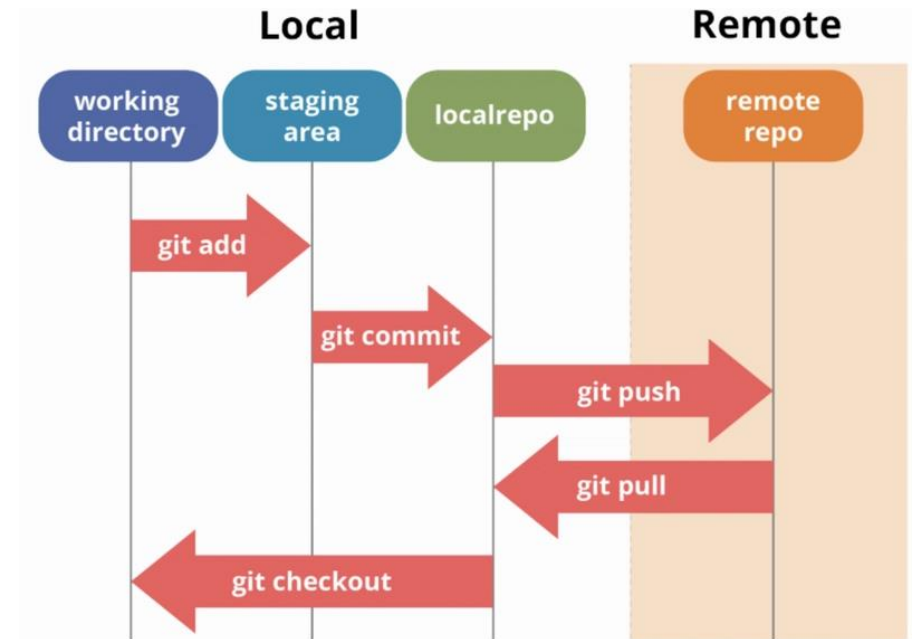 Local
Remote
working
directory
staging
area
localrepo
remote
repo
git add
git commit
git push
git pull
git checkout